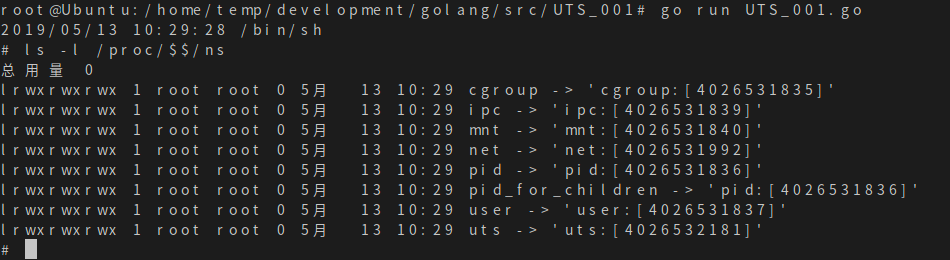 root@Ubuntu:/home/temp/development/golang/src/UTS_001# go run UTS_001.go
2019/05/13 10:29:28 /bin/sh
# ls -l /proc/$$/ns
总用量 0
lrwxrwxrwx 1 root root 0 5月   13 10:29 cgroup -> 'cgroup:[4026531835]'
lrwxrwxrwx 1 root root 0 5月   13 10:29 ipc -> 'ipc:[4026531839]'
lrwxrwxrwx 1 root root 0 5月   13 10:29 mnt -> 'mnt:[4026531840]'
lrwxrwxrwx 1 root root 0 5月   13 10:29 net -> 'net:[4026531992]'
lrwxrwxrwx 1 root root 0 5月   13 10:29 pid -> 'pid:[4026531836]'
lrwxrwxrwx 1 root root 0 5月   13 10:29 pid_for_children -> 'pid:[4026531836]'
lrwxrwxrwx 1 root root 0 5月   13 10:29 user -> 'user:[4026531837]'
lrwxrwxrwx 1 root root 0 5月   13 10:29 uts -> 'uts:[4026532181]'
#